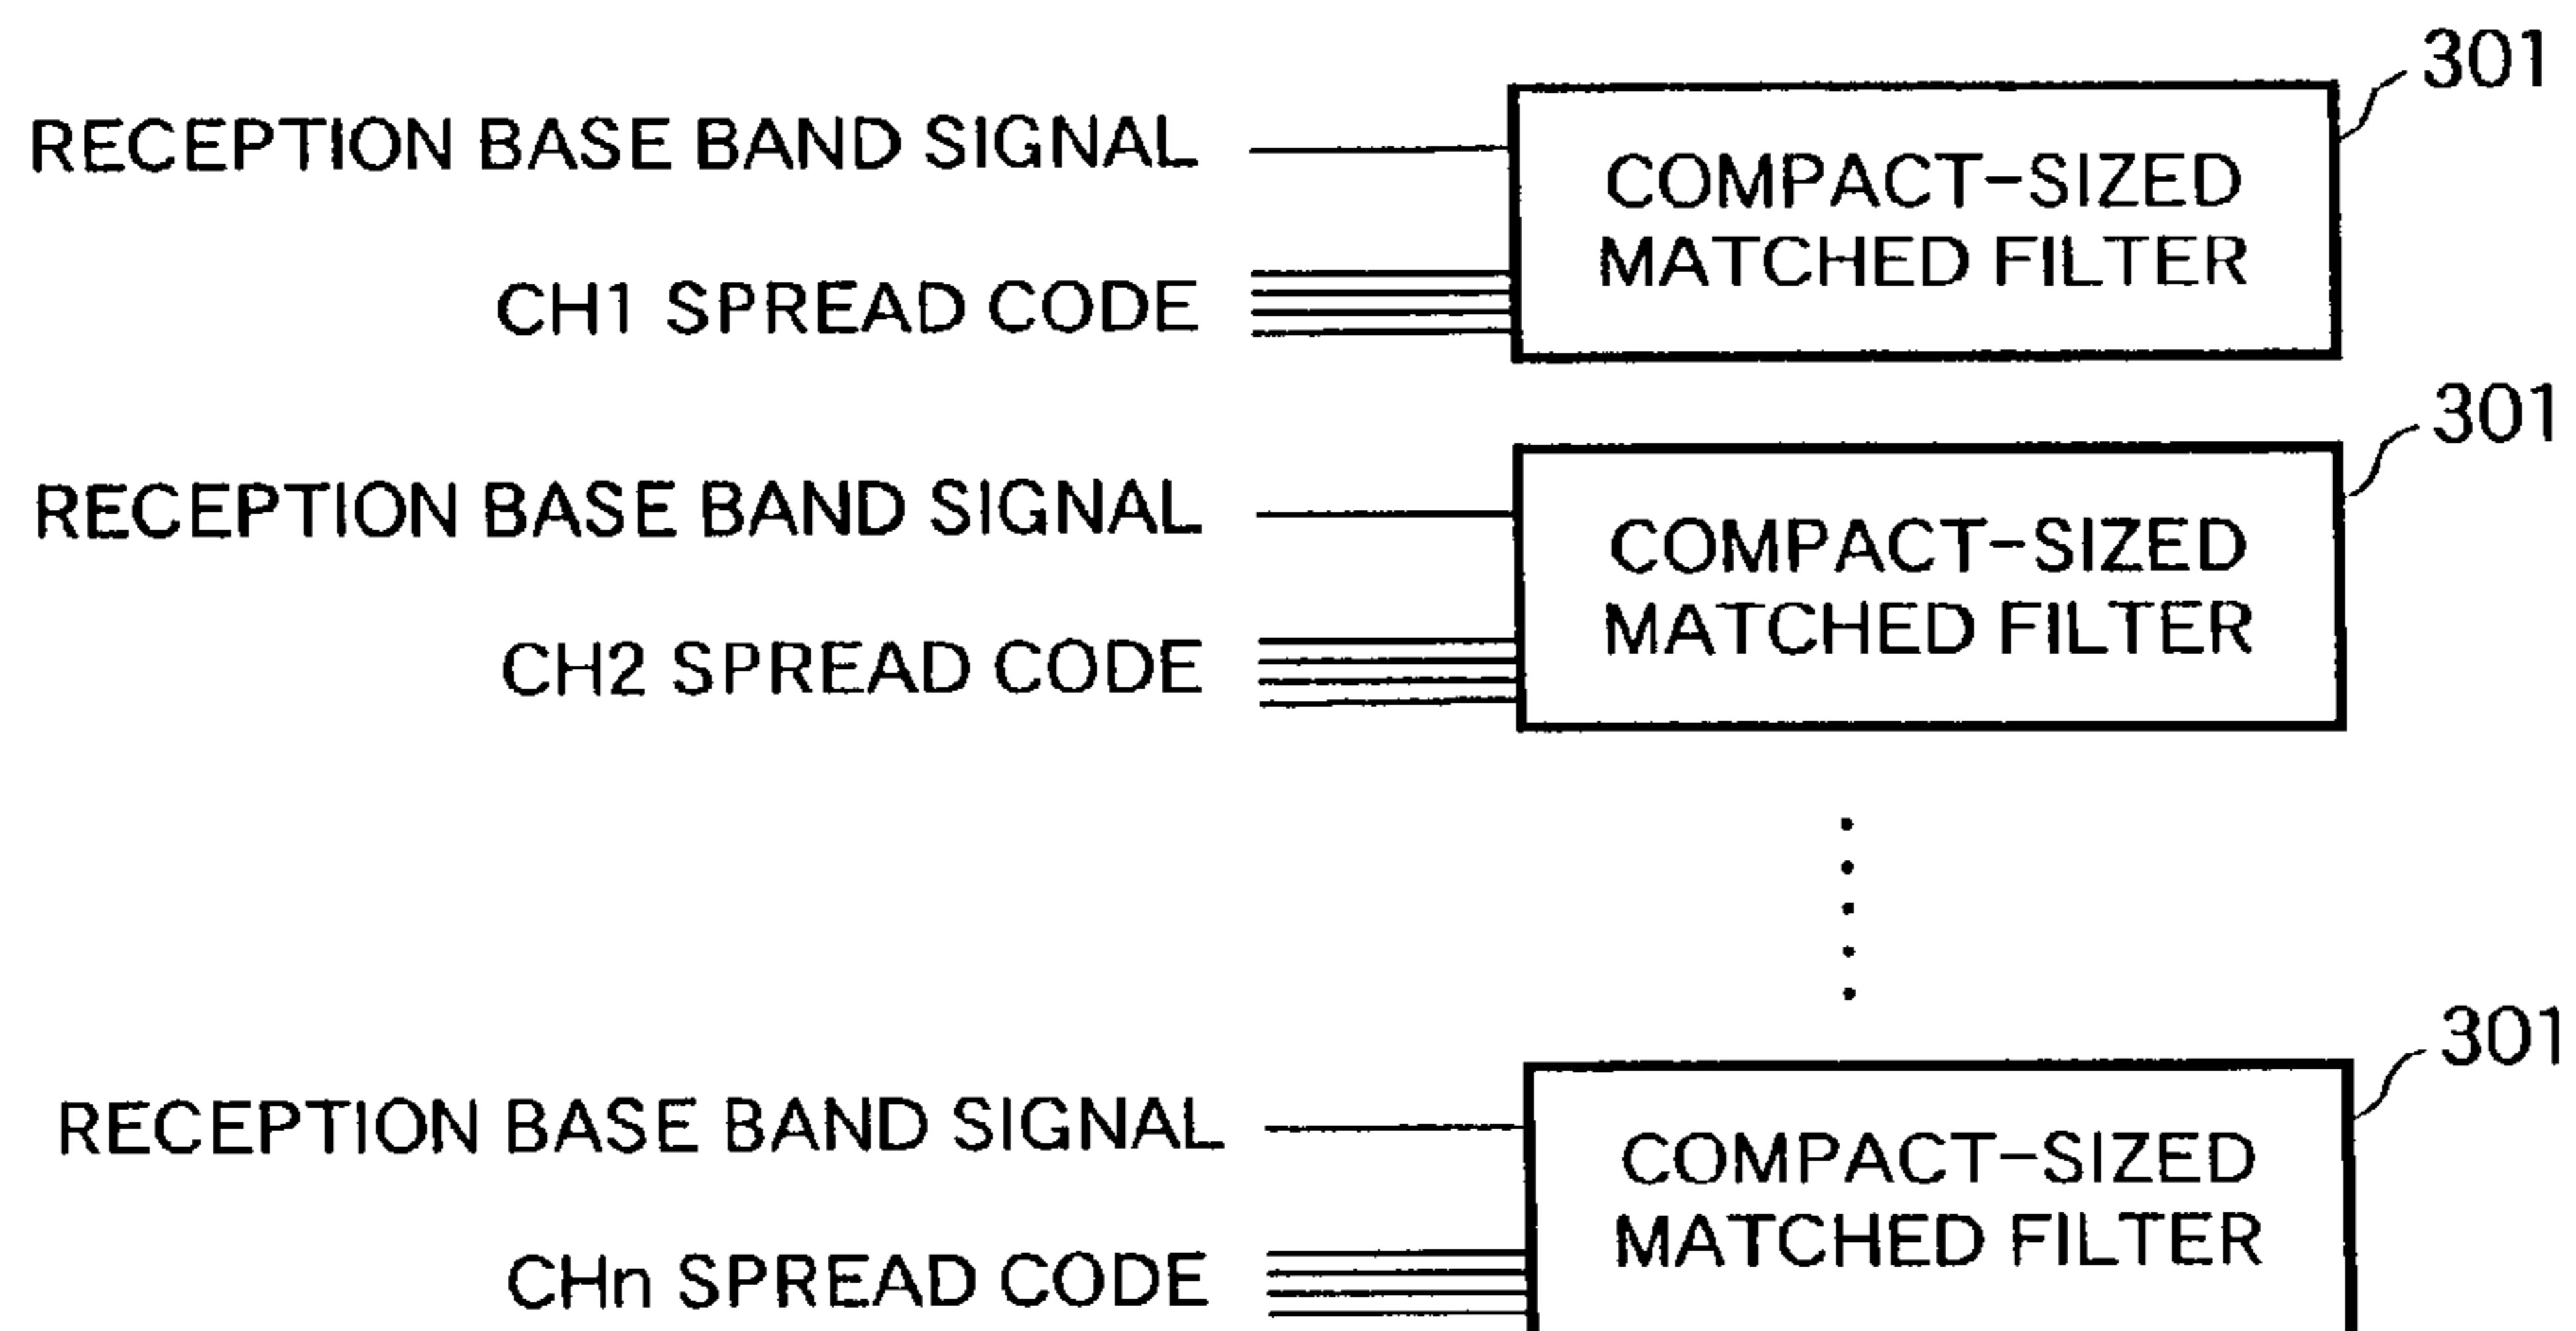 301
RECEPTION BASE BAND SIGNAL
COMPACT-SIZED
MATCHED FILTER
CH1 SPREAD CODE
301
RECEPTION BASE BAND SIGNAL
COMPACT-SIZED
MATCHED FILTER
CH2 SPREAD CODE
301
RECEPTION BASE BAND SIGNAL
COMPACT-SIZED
MATCHED FILTER
CHn SPREAD CODE